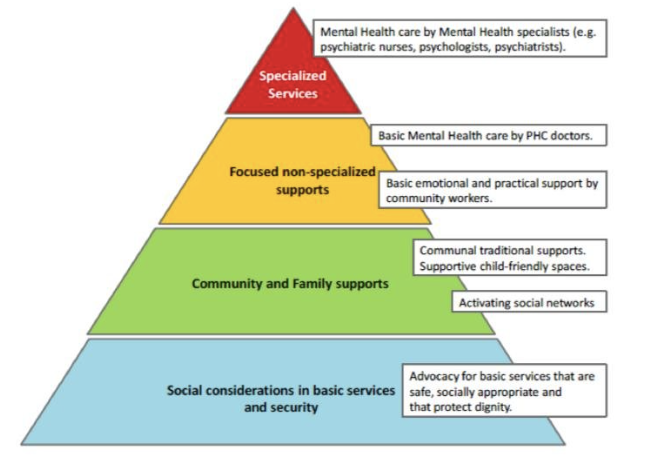 Mental Health care by Mental Health specialists (e.g.
psychiatric nurses, psychologists, psychiatrists).
Specialized
Services
Basic Mental Health care by PHC doctors.
Focused non-specialized
supports
Basic emotional and practical support by
community workers.
Communal traditional supports.
Supportive child-friendly spaces.
Community and Family supports
Activating social networks
Social considerations in basic services
and security
Advocacy for basic services that are
safe, socially appropriate and
that protect dignity.